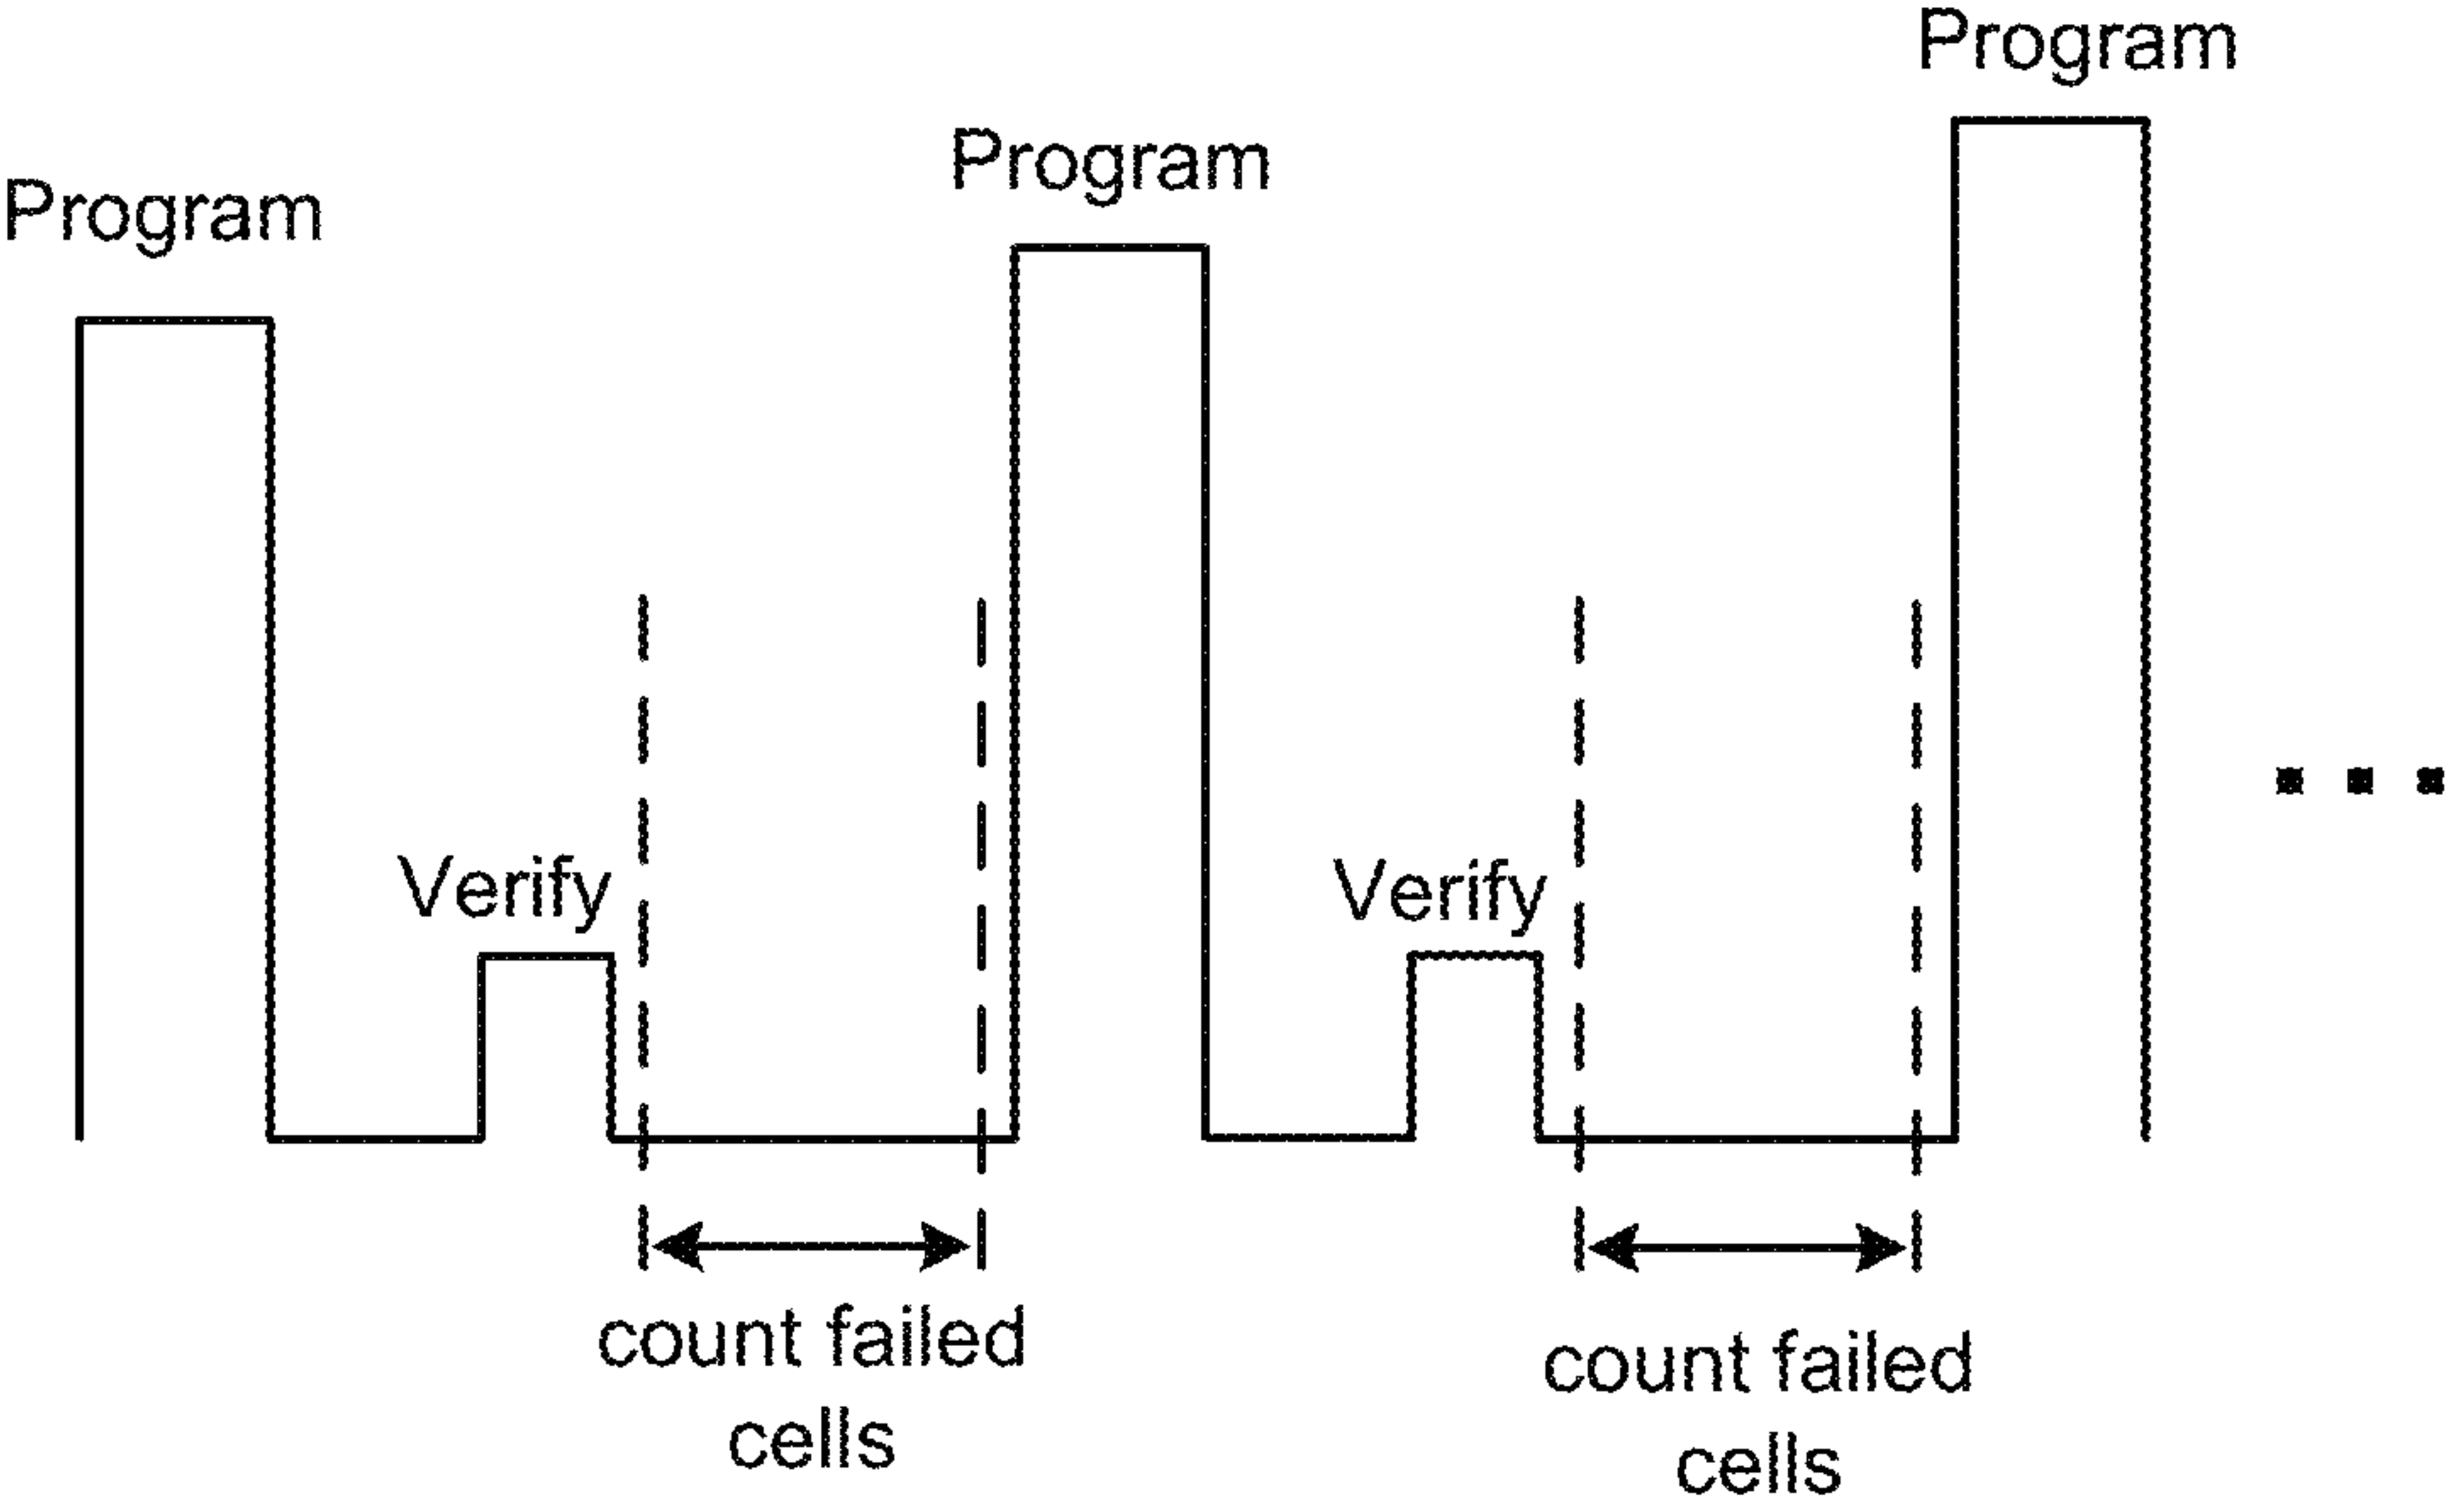 Program
Program
Program
Verify
Verify
count failed
cells
count failed
cells